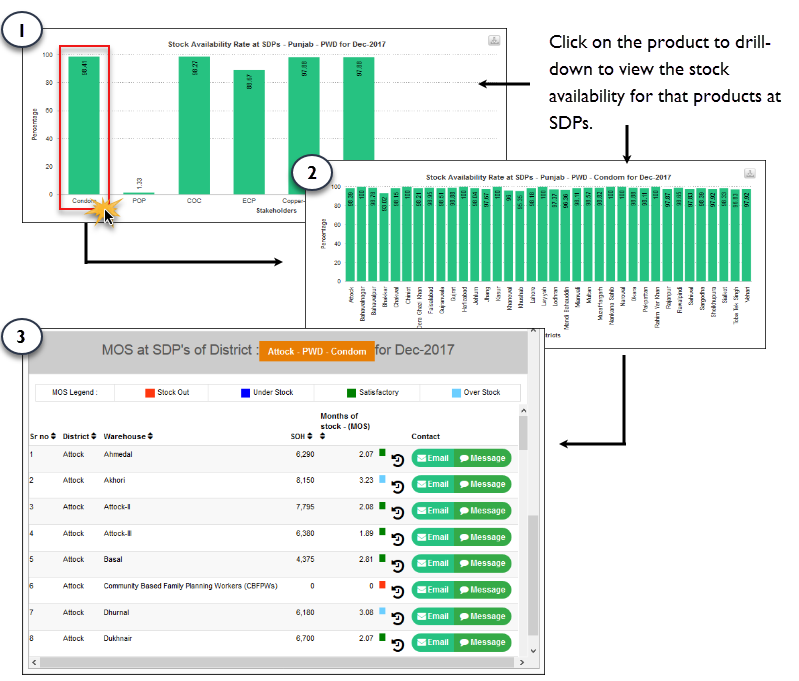 1
Stock Availability Rate at SDPs - Punjab - PWD for Dec-2017
Percentage
100
80
60
40
20
0
98.41
1.33
98.27
88.87
97.88
97.88
Condom
POP
COC
ECP
Copper-
Stakeholders
Click on the product to drill-
down to view the stock
availability for that products at
SDPs.
2
Stock Availability Rate at SDPs - Punjab - PWD - Condom for Dec-2017
Percentage
100
80
60
40
20
0
Attock
Bahawalnagar
Bahawalpur
Bhakkar
Chakwal
Chiniot
Dera Ghazi Khan
Faisalabad
Gujranwala
Gujrat
Hafizabad
Jehlum
Jhang
Kasur
Khanewal
Khushab
Lahore
Layyah
Lodhran
Mandi Bahauddin
Mianwali
Multan
Muzaffargarh
Nankana Sahib
Narowal
Okara
Pakpattan
Rahim Yar Khan
Rajanpur
Rawalpindi
Sahiwal
Sargodha
Sheikhupura
Sialkot
Toba Tek Singh
Vehari
tricts
3
MOS at SDP's of District : Attock - PWD - Condom for Dec-2017
MOS Legend : Stock Out Under Stock Satisfactory Over Stock
Months of
stock - (MOS)
Sr no District Warehouse SOH Contact
1 Attock Ahmedal 6,290 2.07 Email Message
2 Attock Akhori 8,150 3.23 Email Message
3 Attock Attock-II 7,795 2.08 Email Message
4 Attock Attock-III 6,380 1.89 Email Message
5 Attock Basal 4,375 2.81 Email Message
6 Attock Community Based Family Planning Workers (CBFPWs) 0 0 Email Message
7 Attock Dhurnal 6,180 3.08 Email Message
8 Attock Dukhnair 6,700 2.07 Email Message